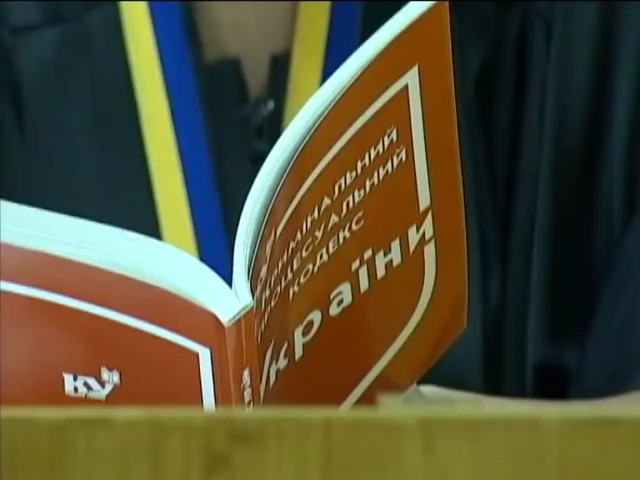 КРИМІНАЛЬНИЙ
ПРОЦЕСУАЛЬНИЙ
КОДЕКС
України
КУ